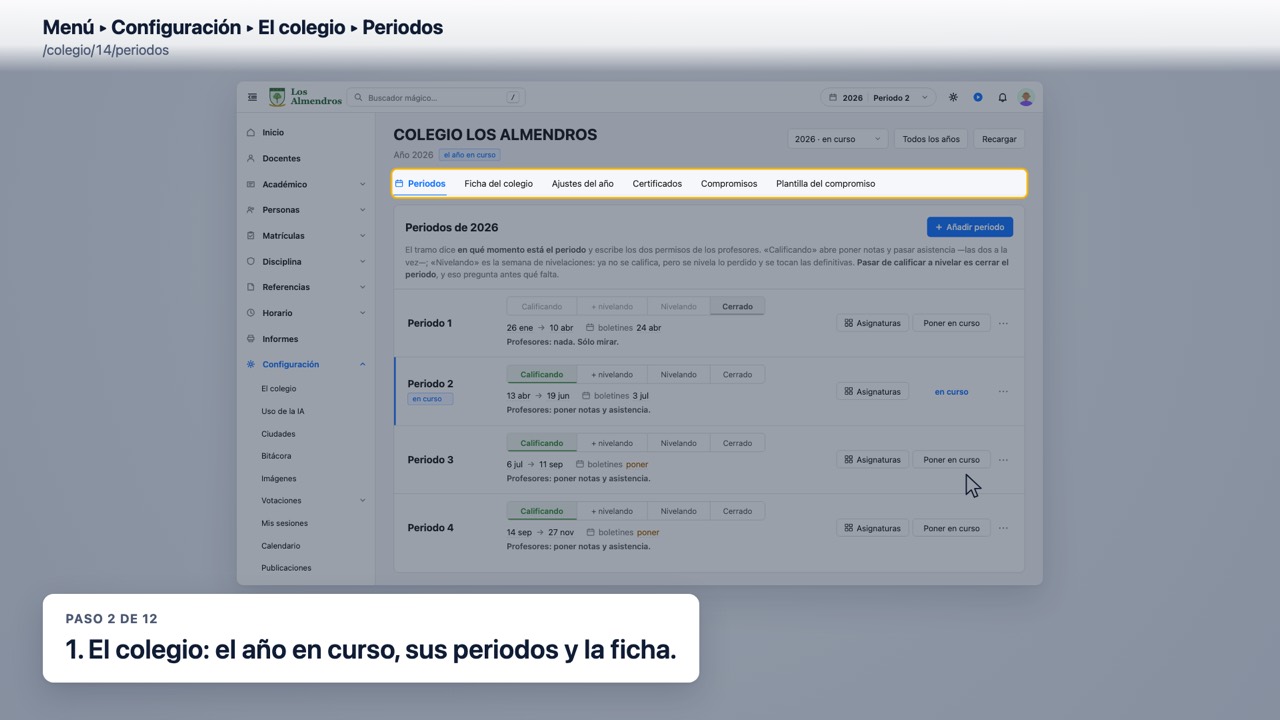 Menú ▸ Configuración ▸ El colegio ▸ Periodos
/colegio/14/periodos
Los Almendros
Buscador mágico...
/
2026 Periodo 2
Inicio
Docentes
Académico
Personas
Matrículas
Disciplina
Referencias
Horario
Informes
Configuración
El colegio
Uso de la IA
Ciudades
Bitácora
Imágenes
Votaciones
Mis sesiones
Calendario
Publicaciones
COLEGIO LOS ALMENDROS
Año 2026 el año en curso
2026 · en curso
Todos los años
Recargar
Periodos Ficha del colegio Ajustes del año Certificados Compromisos Plantilla del compromiso
Periodos de 2026
+ Añadir periodo
El tramo dice en qué momento está el periodo y escribe los dos permisos de los profesores. «Calificando» abre poner notas y pasar asistencia —las dos a la
vez—; «Nivelando» es la semana de nivelaciones: ya no se califica, pero se nivela lo perdido y se tocan las definitivas. Pasar de calificar a nivelar es cerrar el
periodo, y eso pregunta antes qué falta.
Periodo 1
Calificando + nivelando Nivelando Cerrado
26 ene → 10 abr boletines 24 abr
Profesores: nada. Sólo mirar.
Asignaturas Poner en curso ···
Periodo 2
en curso
Calificando + nivelando Nivelando Cerrado
13 abr → 19 jun boletines 3 jul
Profesores: poner notas y asistencia.
Asignaturas en curso ···
Periodo 3
Calificando + nivelando Nivelando Cerrado
6 jul → 11 sep boletines poner
Profesores: poner notas y asistencia.
Asignaturas Poner en curso ···
Periodo 4
Calificando + nivelando Nivelando Cerrado
14 sep → 27 nov boletines poner
Profesores: poner notas y asistencia.
Asignaturas Poner en curso ···
PASO 2 DE 12
1. El colegio: el año en curso, sus periodos y la ficha.